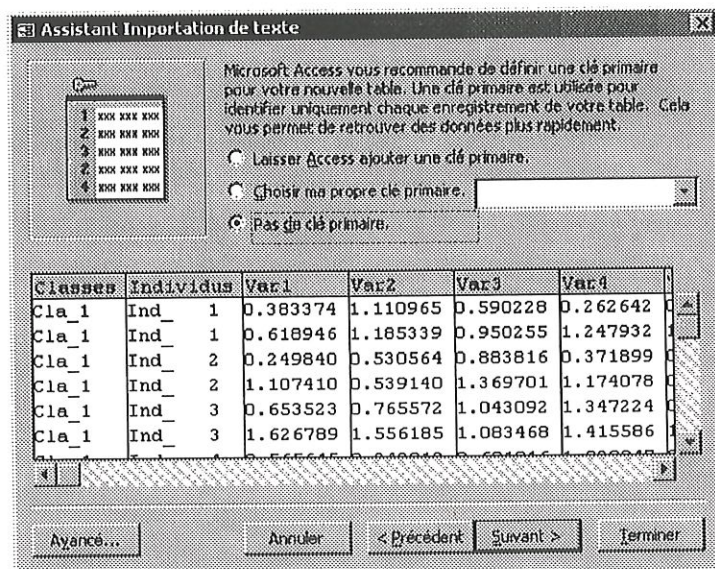 Assistant Importation de texte
Microsoft Access vous recommande de définir une clé primaire
pour votre nouvelle table. Une clé primaire est utilisée pour
identifier uniquement chaque enregistrement de votre table. Cela
vous permet de retrouver des données plus rapidement.
1 xxx xxx xxx
2 xxx xxx xxx
3 xxx xxx xxx
2 xxx xxx xxx
4 xxx xxx xxx
Laisser Access ajouter une clé primaire.
Choisir ma propre clé primaire.
Pas de clé primaire.
Classes Individus Var1 Var2 Var3 Var4
Cla_1 Ind_ 1 0.383374 1.110965 0.590228 0.262642
Cla_1 Ind_ 1 0.618946 1.185339 0.950255 1.247932
Cla_1 Ind_ 2 0.249840 0.530564 0.883816 0.371899
Cla_1 Ind_ 2 1.107410 0.539140 1.369701 1.174078
Cla_1 Ind_ 3 0.653523 0.765572 1.043092 1.347224
Cla_1 Ind_ 3 1.626789 1.556185 1.083468 1.415586
Avancé... Annuler < Précédent Suivant > Terminer